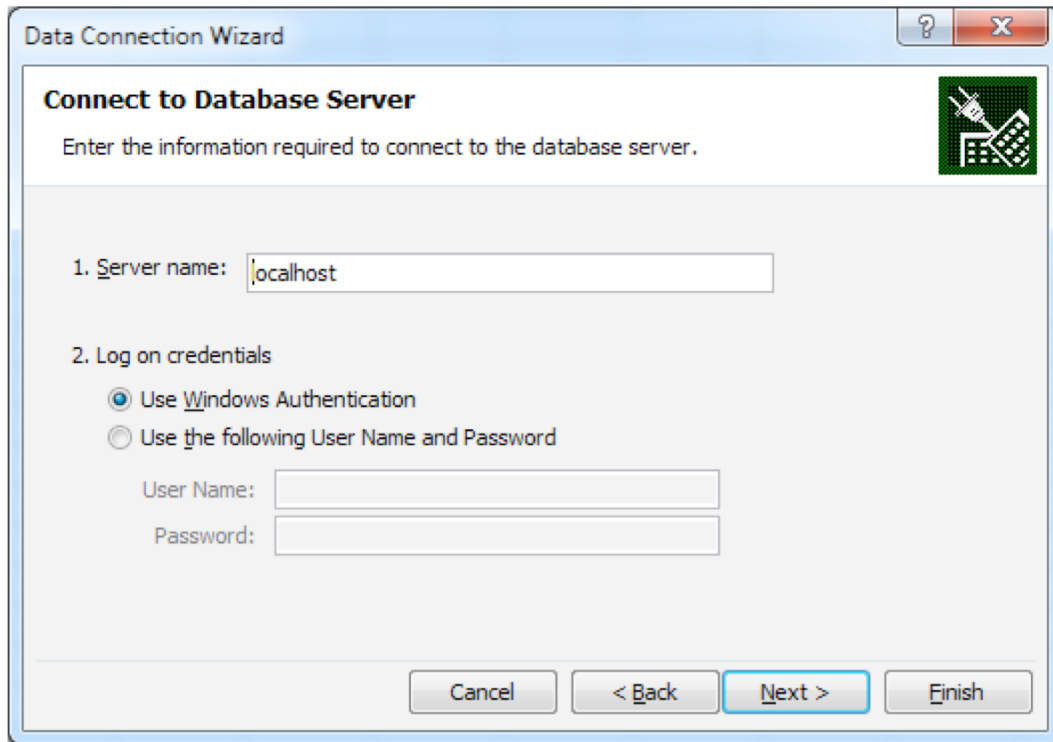 Data Connection Wizard
Connect to Database Server
Enter the information required to connect to the database server.
1. Server name: localhost
2. Log on credentials
Use Windows Authentication
Use the following User Name and Password
User Name:
Password:
Cancel < Back Next > Finish